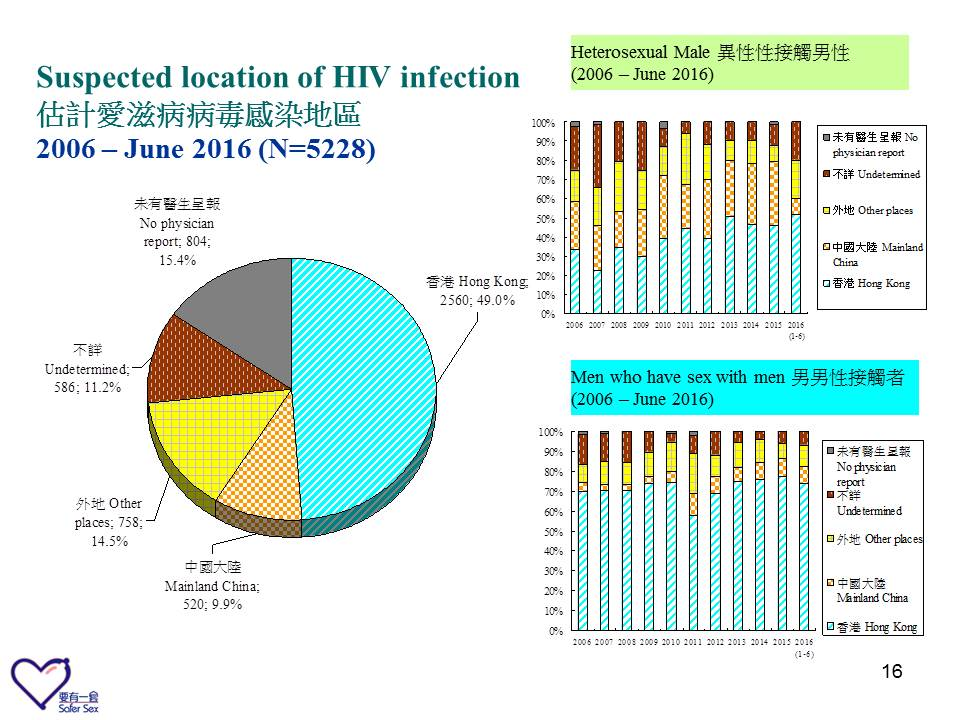 Suspected location of HIV infection
估計愛滋病病毒感染地區
2006 – June 2016 (N=5228)
未有醫生呈報
No physician
report; 804;
15.4%
香港 Hong Kong;
2560; 49.0%
不詳
Undetermined;
586; 11.2%
外地 Other
places; 758;
14.5%
中國大陸
Mainland China;
520; 9.9%
Heterosexual Male 異性性接觸男性
(2006 – June 2016)
100%
90%
80%
70%
60%
50%
40%
30%
20%
10%
0%
2006 2007 2008 2009 2010 2011 2012 2013 2014 2015 2016
(1-6)
未有醫生呈報 No
physician report
不詳 Undetermined
外地 Other places
中國大陸 Mainland
China
香港 Hong Kong
Men who have sex with men 男男性接觸者
(2006 – June 2016)
100%
90%
80%
70%
60%
50%
40%
30%
20%
10%
0%
2006 2007 2008 2009 2010 2011 2012 2013 2014 2015 2016
(1-6)
未有醫生呈報
No physician
report
不詳
Undetermined
外地 Other places
中國大陸
Mainland China
香港 Hong Kong
要有一套
Safer Sex
16